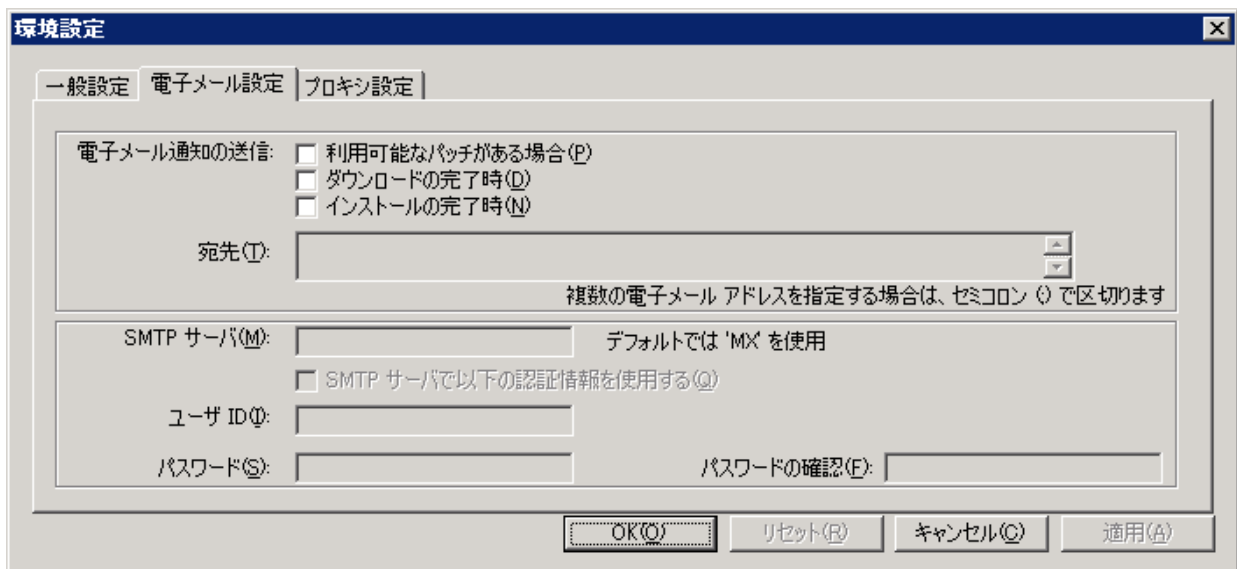 環境設定
一般設定 電子メール設定 プロキシ設定
電子メール通知の送信: 利用可能なパッチがある場合(P)
ダウンロードの完了時(D)
インストールの完了時(N)
宛先(T):
複数の電子メール アドレスを指定する場合は、セミコロン (;) で区切ります
SMTP サーバ(M): デフォルトでは 'MX' を使用
SMTP サーバで以下の認証情報を使用する(Q)
ユーザ ID(I):
パスワード(S): パスワードの確認(F):
OK(O) リセット(R) キャンセル(C) 適用(A)